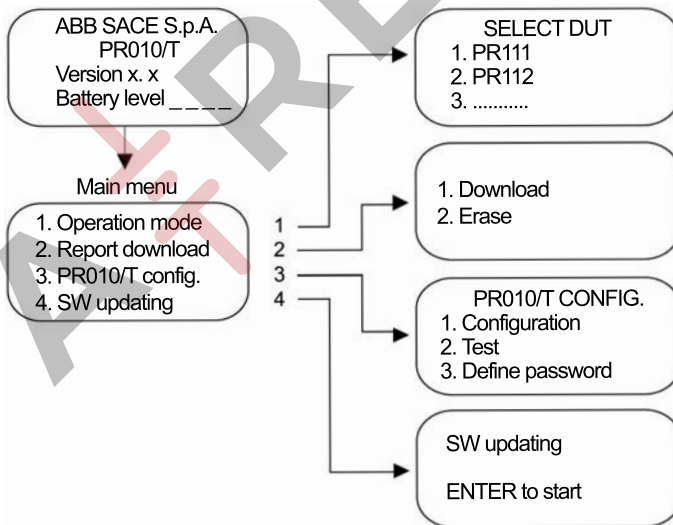 ABB SACE S.p.A.
PR010/T
Version x. x
Battery level _ _ _ _
Main menu
1. Operation mode
2. Report download
3. PR010/T config.
4. SW updating
1
2
3
4
SELECT DUT
1. PR111
2. PR112
3. ...........
1. Download
2. Erase
PR010/T CONFIG.
1. Configuration
2. Test
3. Define password
SW updating
ENTER to start